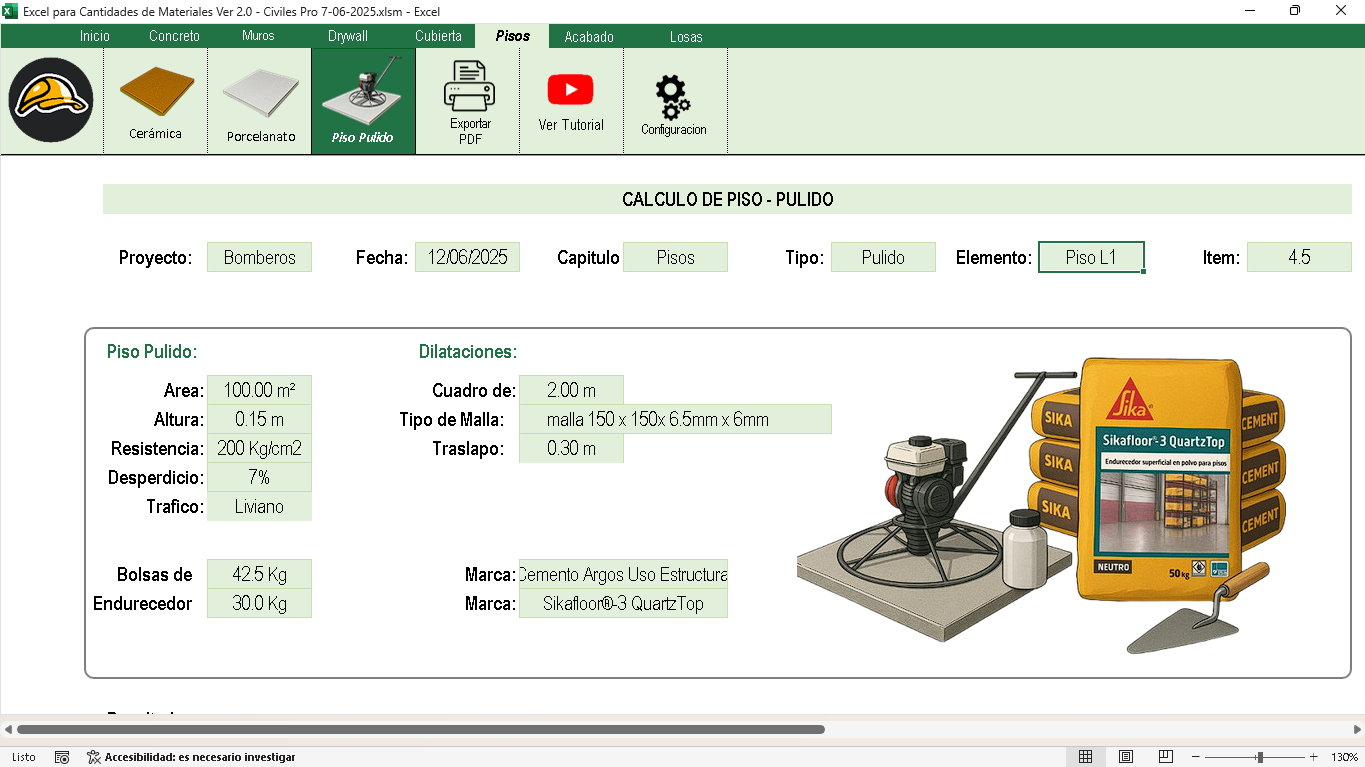 Excel para Cantidades de Materiales Ver 2.0 - Civiles Pro 7-06-2025.xlsm - Excel
Inicio Concreto Muros Drywall Cubierta Pisos Acabado Losas
Cerámica Porcelanato Piso Pulido Exportar PDF Ver Tutorial Configuracion
CALCULO DE PISO - PULIDO
Proyecto: Bomberos Fecha: 12/06/2025 Capitulo Pisos Tipo: Pulido Elemento: Piso L1 Item: 4.5
Piso Pulido: Dilataciones:
Area: 100.00 m² Cuadro de: 2.00 m
Altura: 0.15 m Tipo de Malla: malla 150 x 150x 6.5mm x 6mm
Resistencia: 200 Kg/cm2 Traslapo: 0.30 m
Desperdicio: 7%
Trafico: Liviano
Bolsas de 42.5 Kg Marca: Cemento Argos Uso Estructura
Endurecedor 30.0 Kg Marca: Sikafloor®-3 QuartzTop
Sika®
Sikafloor®-3 QuartzTop
Endurecedor superficial en polvo para pisos
NEUTRO
50 kg
SIKA CEMENT
SIKA CEMENT
SIKA CEMENT
Listo Accesibilidad: es necesario investigar 130%